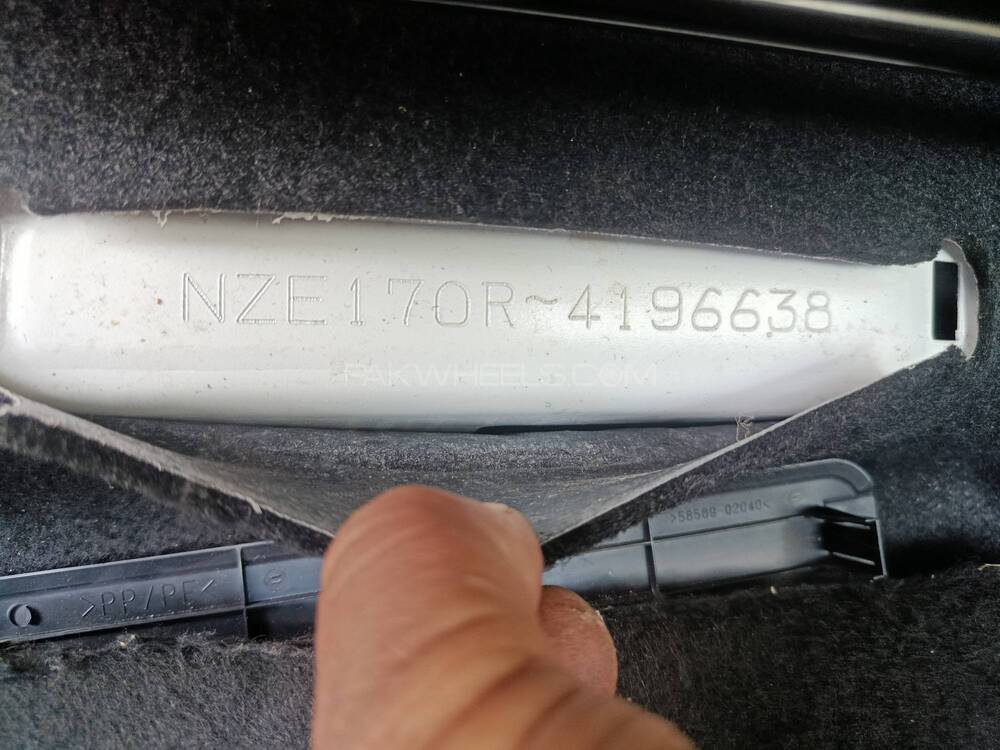 NZE170R~4196638
PAKWHEELS.COM
>58589-02040<
>PP/PE<